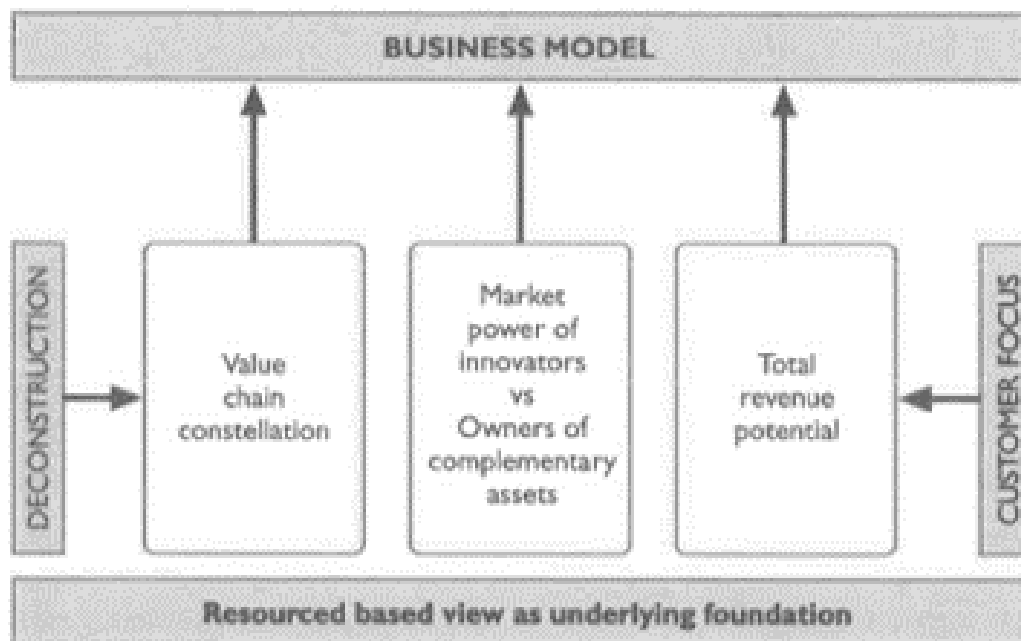 BUSINESS MODEL
DECONSTRUCTION
Value
chain
constellation
Market
power of
innovators
vs
Owners of
complementary
assets
Total
revenue
potential
CUSTOMER FOCUS
Resourced based view as underlying foundation